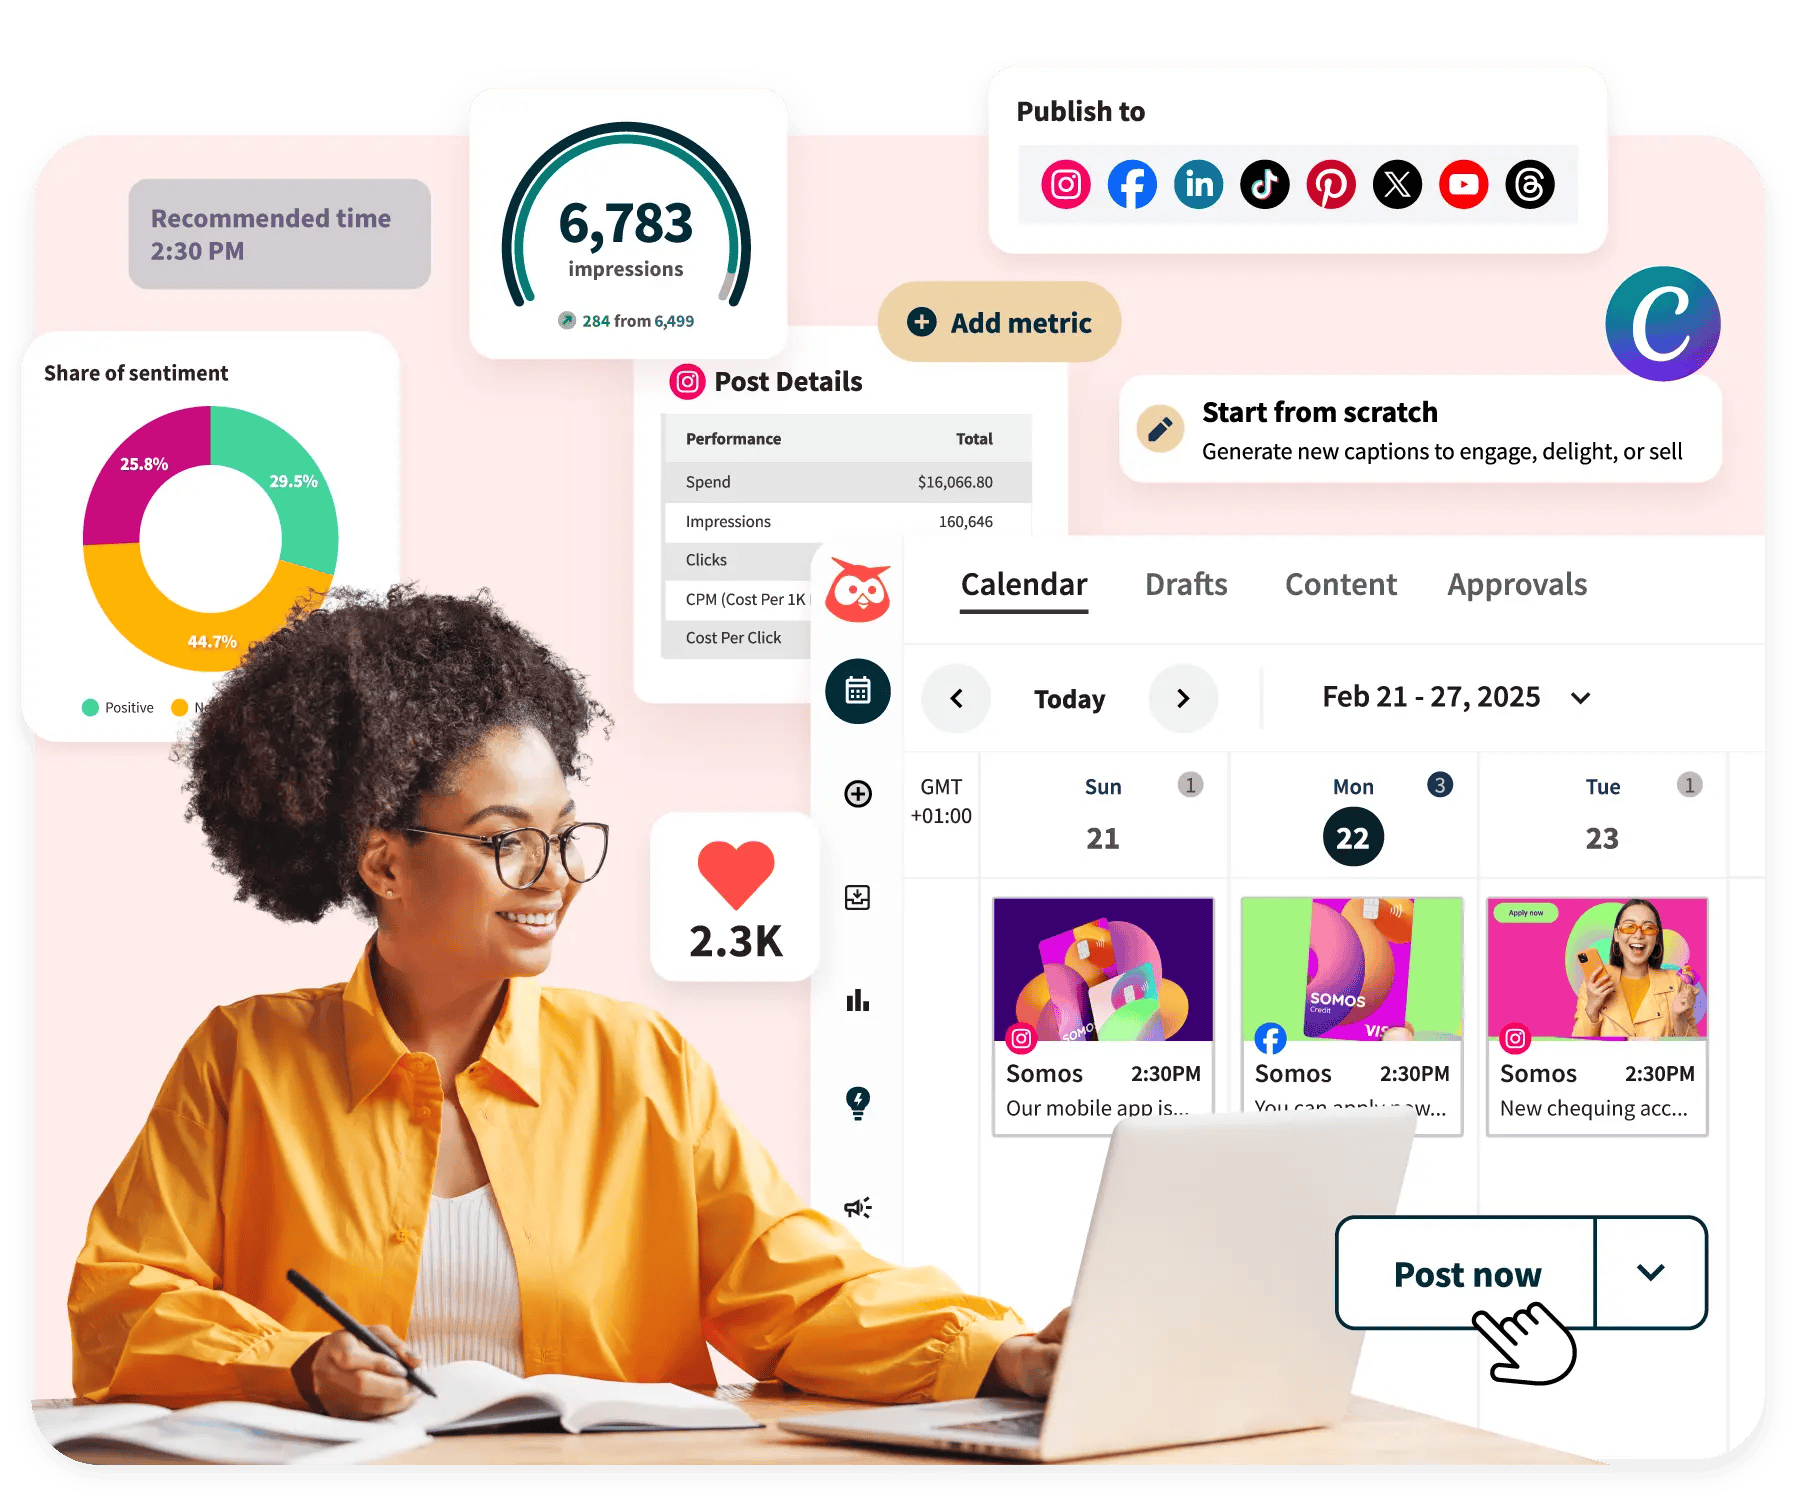 Publish to
Recommended time
2:30 PM
6,783
impressions
284 from 6,499
Add metric
C
Share of sentiment
25.8%
29.5%
44.7%
Positive
Post Details
Performance Total
Spend $16,066.80
Impressions 160,646
Clicks
CPM (Cost Per 1K
Cost Per Click
Start from scratch
Generate new captions to engage, delight, or sell
Calendar Drafts Content Approvals
Today
Feb 21 - 27, 2025
GMT
+01:00
Sun 1
21
Mon 3
22
Tue 1
23
2.3K
SOMOS
SOMOS
Credit
VIS
Apply now
Somos 2:30PM
Our mobile app is...
Somos 2:30PM
You can apply now...
Somos 2:30PM
New chequing acc...
Post now